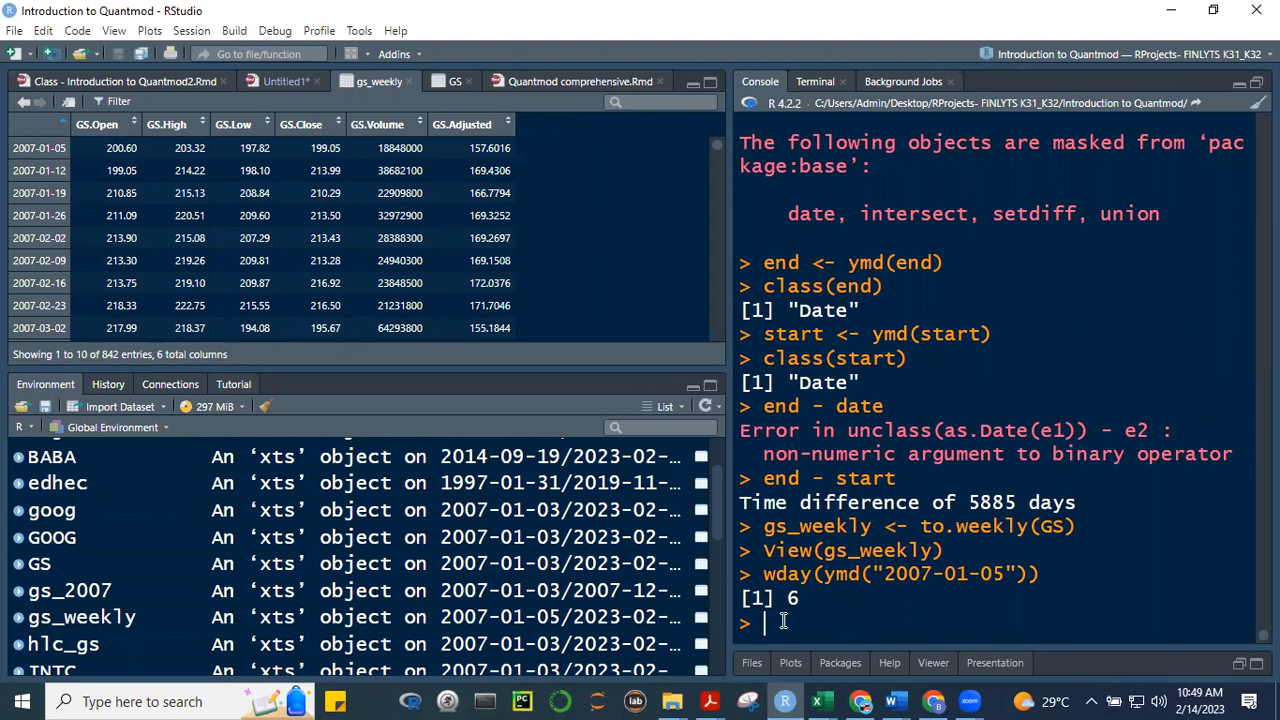 Introduction to Quantmod - RStudio
File Edit Code View Plots Session Build Debug Profile Tools Help
Go to file/function Addins Introduction to Quantmod — RProjects- FINLYTS K31_K32
Class - Introduction to Quantmod2.Rmd Untitled1* gs_weekly GS Quantmod comprehensive.Rmd
Filter
GS.Open GS.High GS.Low GS.Close GS.Volume GS.Adjusted
2007-01-05 200.60 203.32 197.82 199.05 18848000 157.6016
2007-01-12 199.05 214.22 198.10 213.99 38682100 169.4306
2007-01-19 210.85 215.13 208.84 210.29 22909800 166.7794
2007-01-26 211.09 220.51 209.60 213.50 32972900 169.3252
2007-02-02 213.90 215.08 207.29 213.43 28388300 169.2697
2007-02-09 213.30 219.26 209.81 213.28 24940300 169.1508
2007-02-16 213.75 219.10 209.87 216.92 23848500 172.0376
2007-02-23 218.33 222.75 215.55 216.50 21231800 171.7046
2007-03-02 217.99 218.37 194.08 195.67 64293800 155.1844
Showing 1 to 10 of 842 entries, 6 total columns
Environment History Connections Tutorial
Import Dataset 297 MiB List
R Global Environment
BABA An ‘xts’ object on 2014-09-19/2023-02-…
edhec An ‘xts’ object on 1997-01-31/2019-11-…
goog An ‘xts’ object on 2007-01-03/2023-02-…
GOOG An ‘xts’ object on 2007-01-03/2023-02-…
GS An ‘xts’ object on 2007-01-03/2023-02-…
gs_2007 An ‘xts’ object on 2007-01-03/2007-12-…
gs_weekly An ‘xts’ object on 2007-01-05/2023-02-…
hlc_gs An ‘xts’ object on 2007-01-03/2023-02-…
INTC An ‘xts’ object on 2007-01-03/2023-02-…
Console Terminal Background Jobs
R 4.2.2 · C:/Users/Admin/Desktop/RProjects- FINLYTS K31_K32/Introduction to Quantmod/
The following objects are masked from ‘pac
kage:base’:
date, intersect, setdiff, union
> end <- ymd(end)
> class(end)
[1] "Date"
> start <- ymd(start)
> class(start)
[1] "Date"
> end - date
Error in unclass(as.Date(e1)) - e2 :
non-numeric argument to binary operator
> end - start
Time difference of 5885 days
> gs_weekly <- to.weekly(GS)
> View(gs_weekly)
> wday(ymd("2007-01-05"))
[1] 6
>
Files Plots Packages Help Viewer Presentation
Type here to search
lab
29°C
10:49 AM
2/14/2023